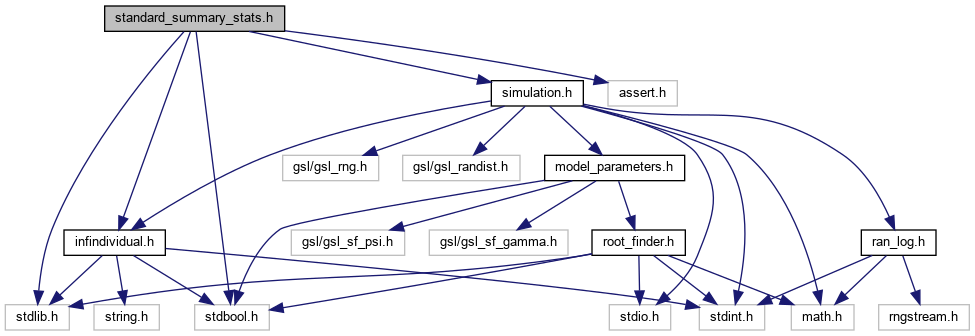 standard_summary_stats.h
simulation.h
assert.h
gsl/gsl_rng.h
gsl/gsl_randist.h
model_parameters.h
infindividual.h
gsl/gsl_sf_psi.h
gsl/gsl_sf_gamma.h
root_finder.h
ran_log.h
stdlib.h
string.h
stdbool.h
stdio.h
stdint.h
math.h
rngstream.h